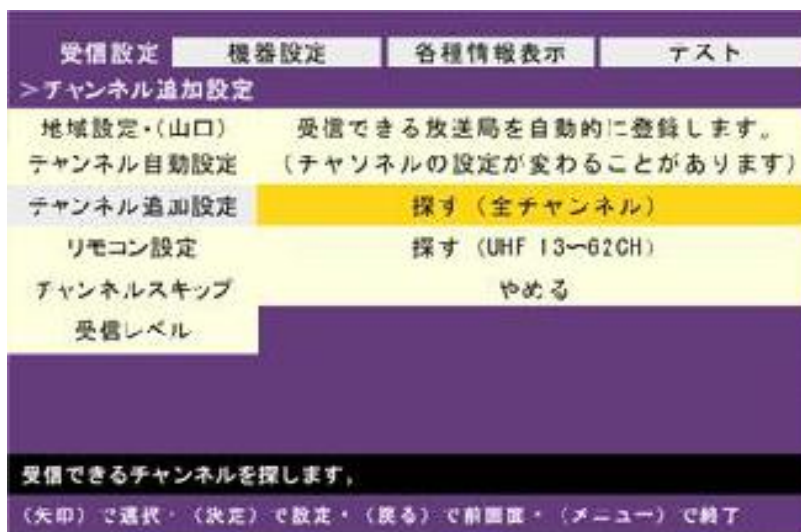 受信設定 機器設定 各種情報表示 テスト
>チャンネル追加設定
地域設定・(山口) 受信できる放送局を自動的に登録します。
チャンネル自動設定 (チャンネルの設定が変わることがあります)
チャンネル追加設定 探す(全チャンネル)
リモコン設定 探す(UHF 13〜62CH)
チャンネルスキップ やめる
受信レベル
受信できるチャンネルを探します。
(矢印)で選択・(決定)で設定・(戻る)で前画面・(メニュー)で終了